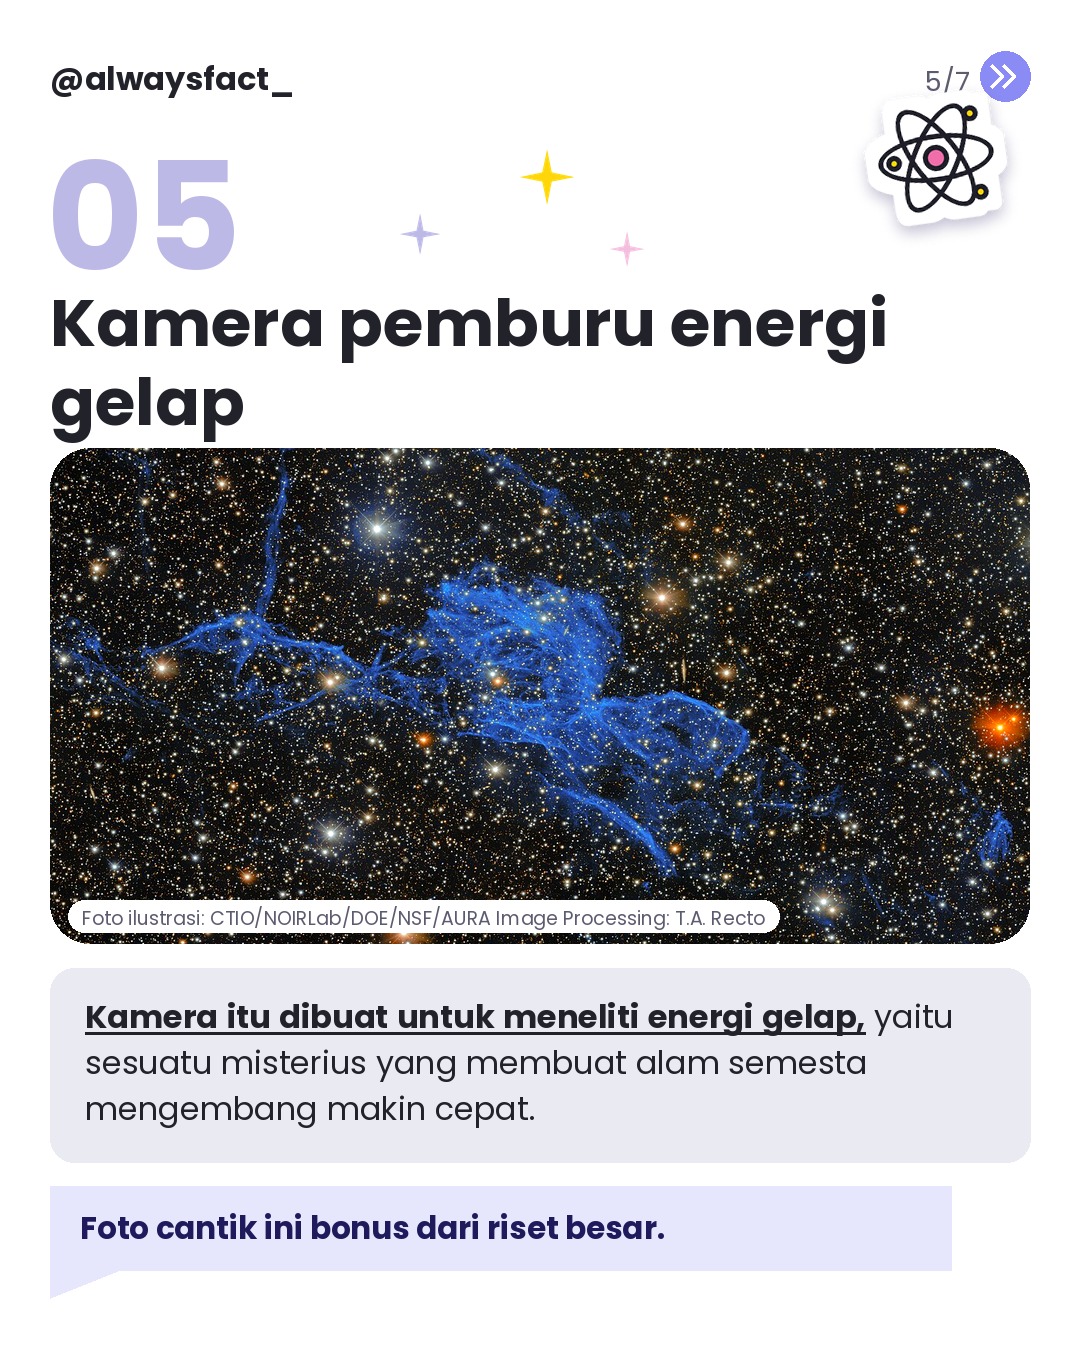 @alwaysfact_
5/7
05
Kamera pemburu energi
gelap
Foto ilustrasi: CTIO/NOIRLab/DOE/NSF/AURA Image Processing: T.A. Recto
Kamera itu dibuat untuk meneliti energi gelap, yaitu
sesuatu misterius yang membuat alam semesta
mengembang makin cepat.
Foto cantik ini bonus dari riset besar.